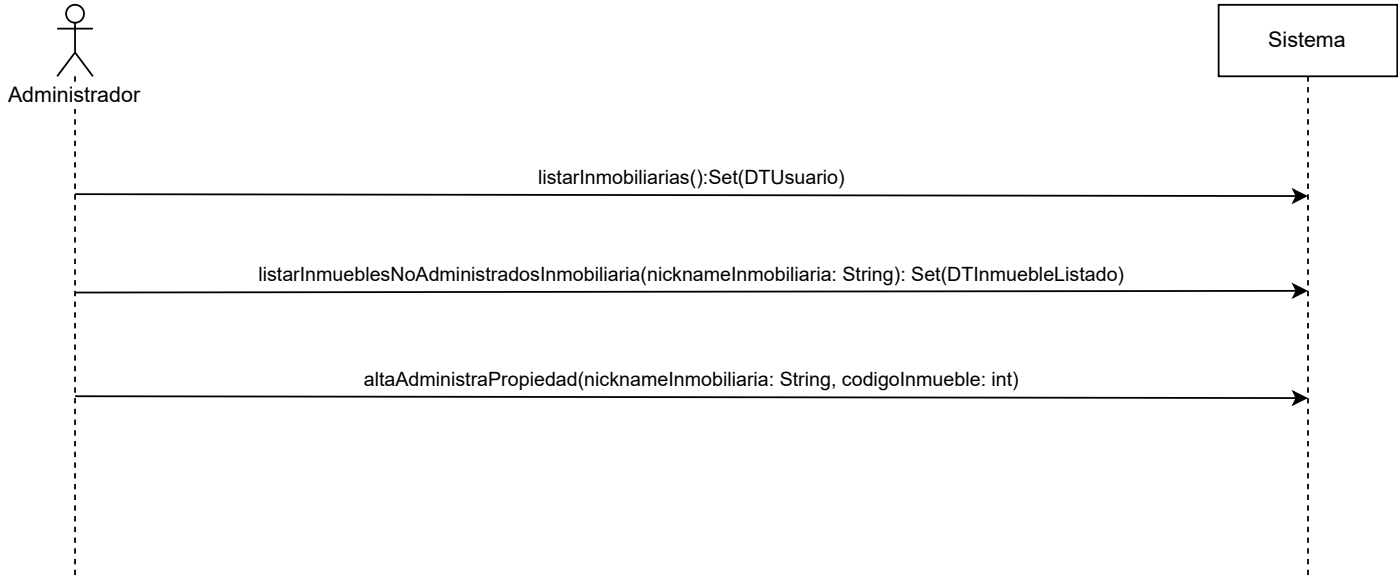 Sistema
Administrador
listarInmobiliarias():Set(DTUsuario)
listarInmueblesNoAdministradosInmobiliaria(nicknameInmobiliaria: String): Set(DTInmuebleListado)
altaAdministraPropiedad(nicknameInmobiliaria: String, codigoInmueble: int)